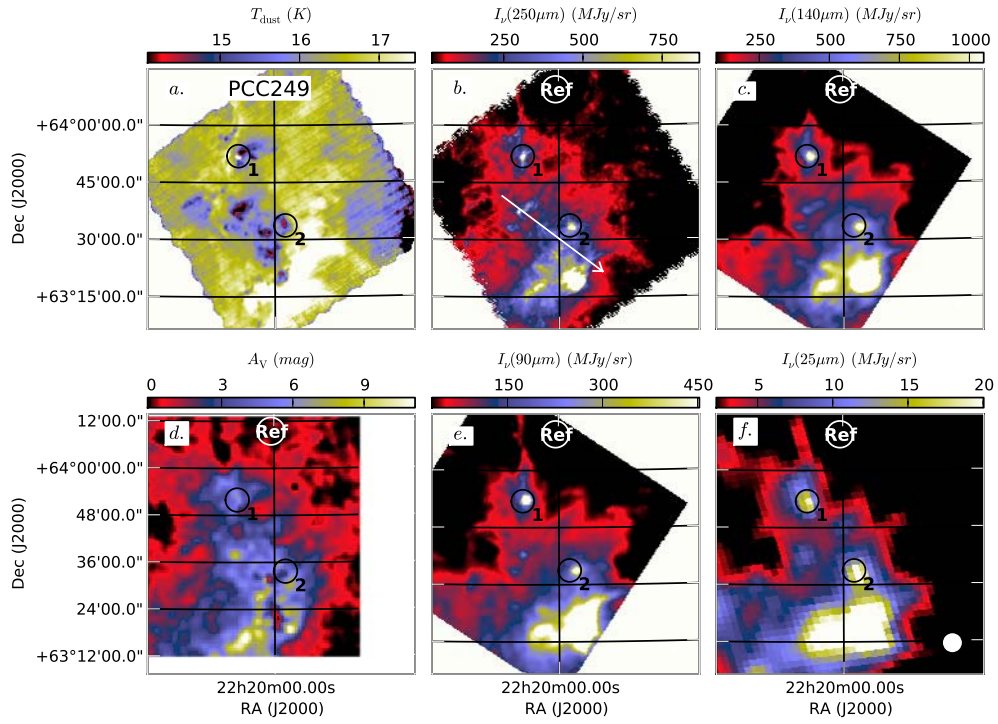 T_dust (K)
15 16 17
I_ν(250μm) (MJy/sr)
250 500 750
I_ν(140μm) (MJy/sr)
250 500 750 1000
a. PCC249
b. Ref
c. Ref
Dec (J2000)
+64°00'00.0"
45'00.0"
30'00.0"
+63°15'00.0"
1
2
1
2
1
2
A_V (mag)
0 3 6 9
I_ν(90μm) (MJy/sr)
150 300 450
I_ν(25μm) (MJy/sr)
5 10 15 20
d. Ref
e. Ref
f. Ref
Dec (J2000)
12'00.0"
+64°00'00.0"
48'00.0"
36'00.0"
24'00.0"
+63°12'00.0"
1
2
1
2
1
2
22h20m00.00s
RA (J2000)
22h20m00.00s
RA (J2000)
22h20m00.00s
RA (J2000)